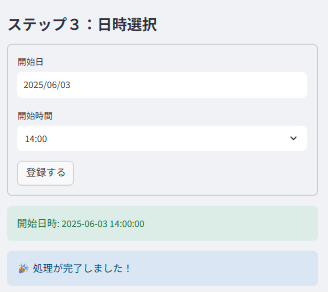 ステップ３：日時選択
開始日
2025/06/03
開始時間
14:00
登録する
開始日時: 2025-06-03 14:00:00
🎉 処理が完了しました！